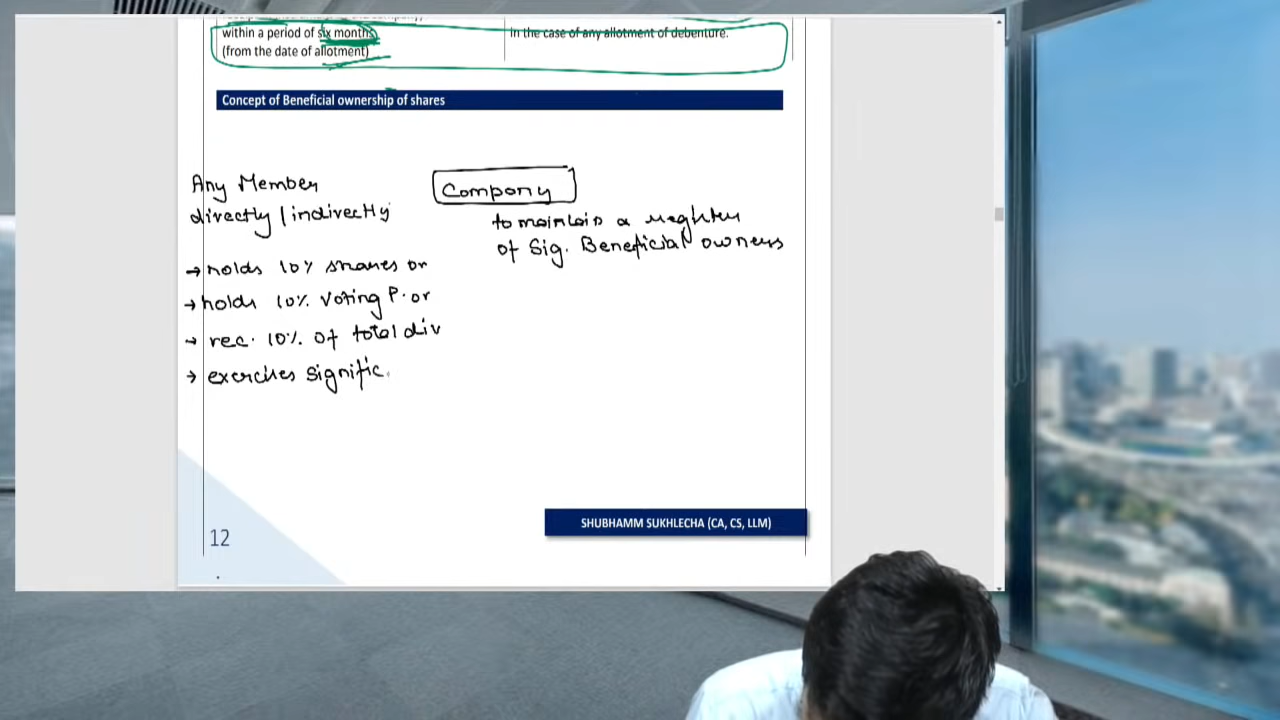 within a period of six months
(from the date of allotment)
In the case of any allotment of debenture.
Concept of Beneficial ownership of shares
Any Member
directly / indirectly
→ holds 10% shares or
→ holds 10% voting P. or
→ rec. 10% of total div
→ exercises signific
Company
to maintain a
of Sig. Beneficial owners
SHUBHAMM SUKHLECHA (CA, CS, LLM)
12